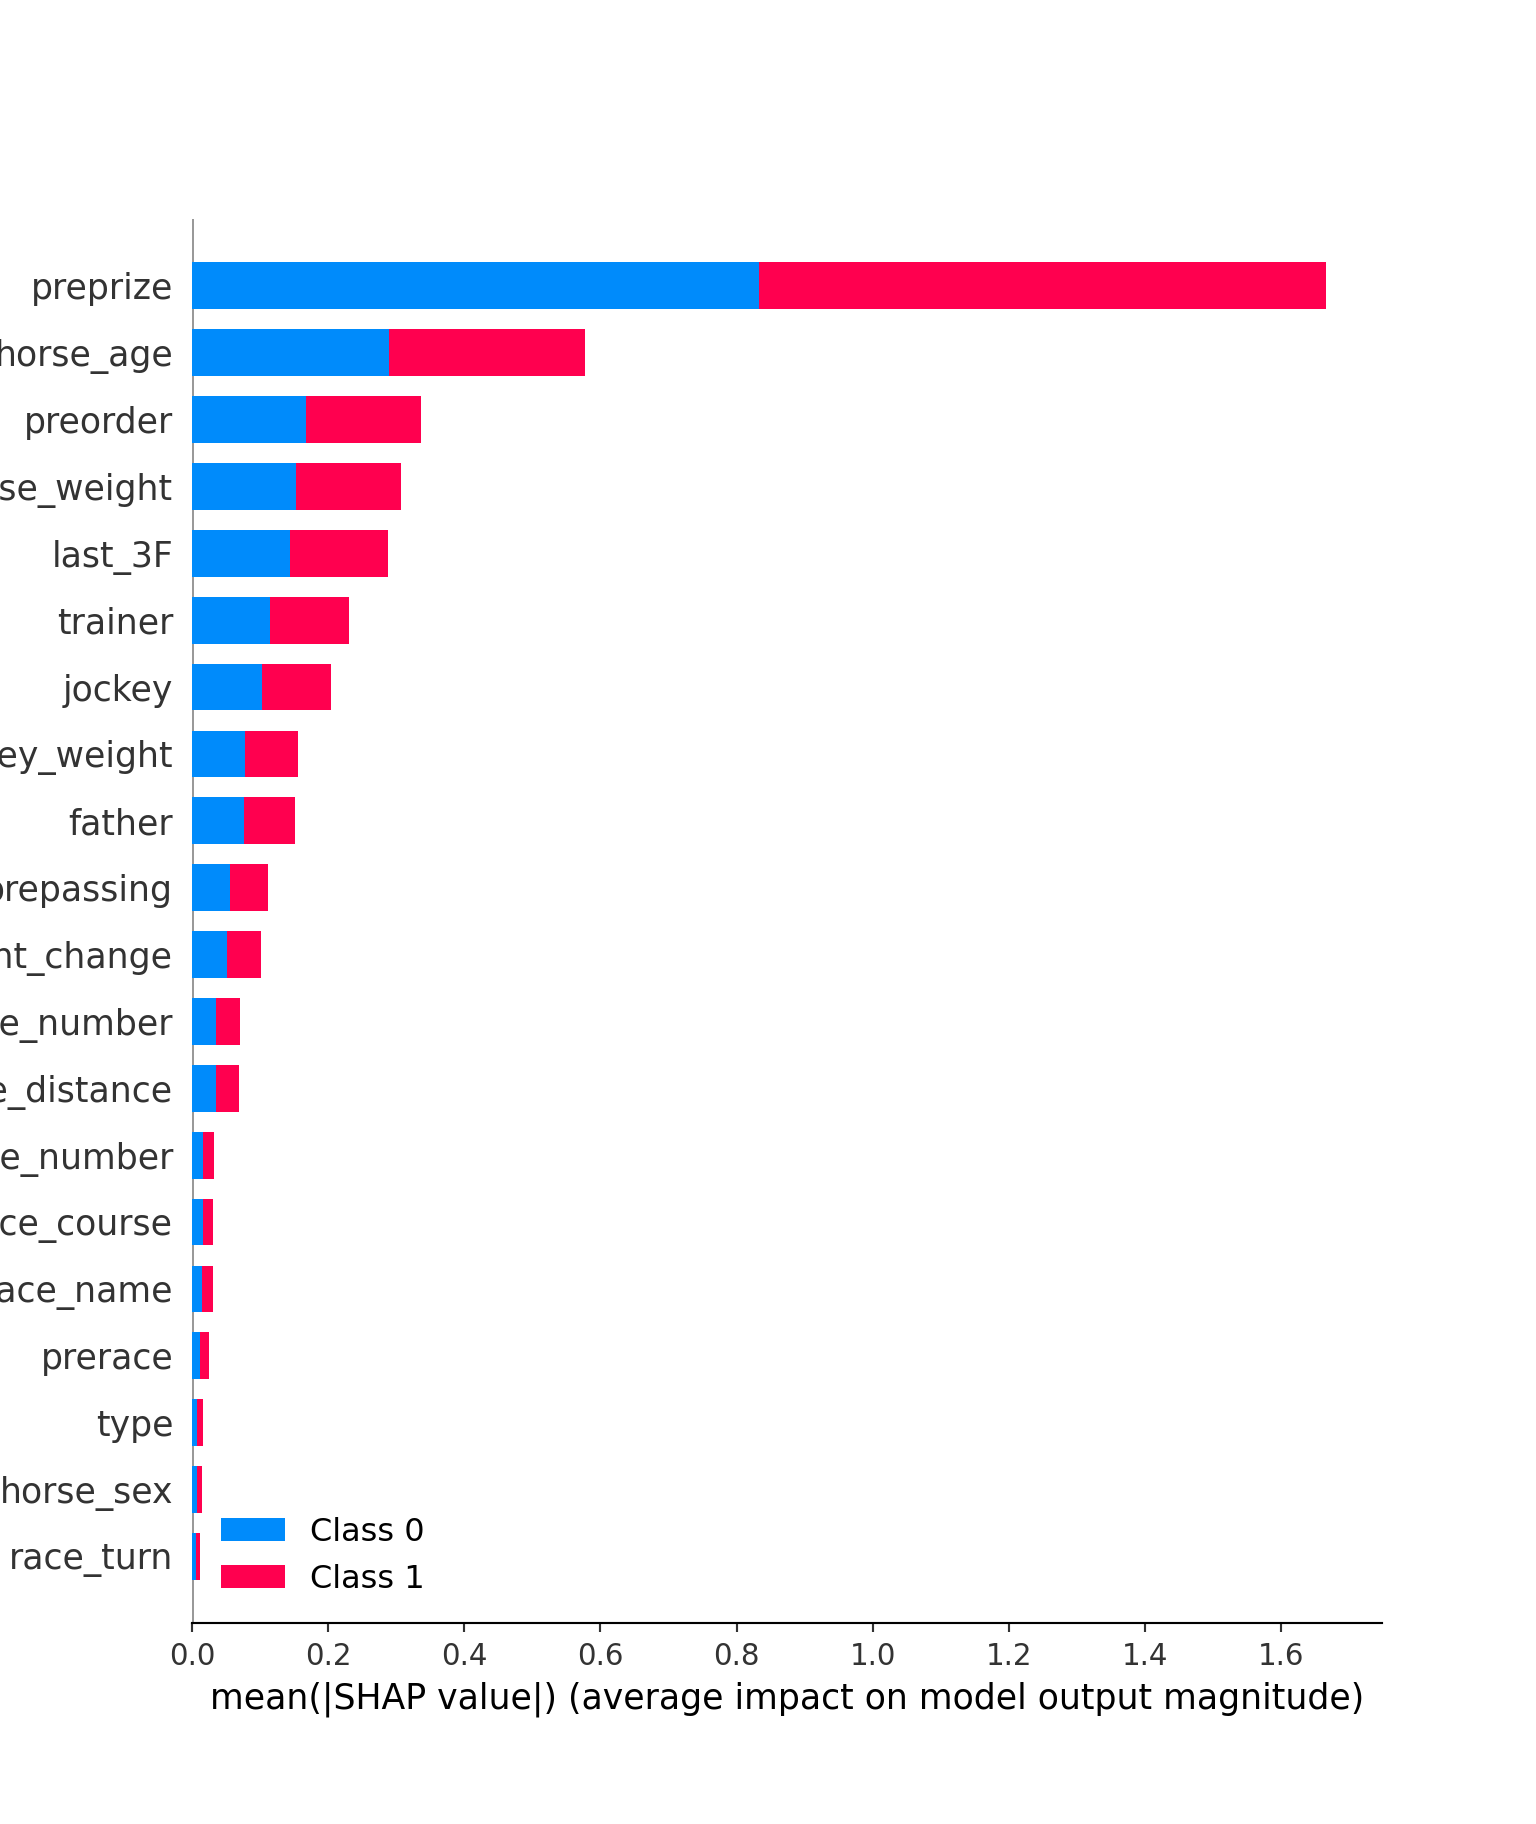 preprize
horse_age
preorder
se_weight
last_3F
trainer
jockey
ey_weight
father
prepassing
nt_change
e_number
e_distance
e_number
ce_course
ace_name
prerace
type
horse_sex
race_turn
Class 0
Class 1
0.0 0.2 0.4 0.6 0.8 1.0 1.2 1.4 1.6
mean(|SHAP value|) (average impact on model output magnitude)